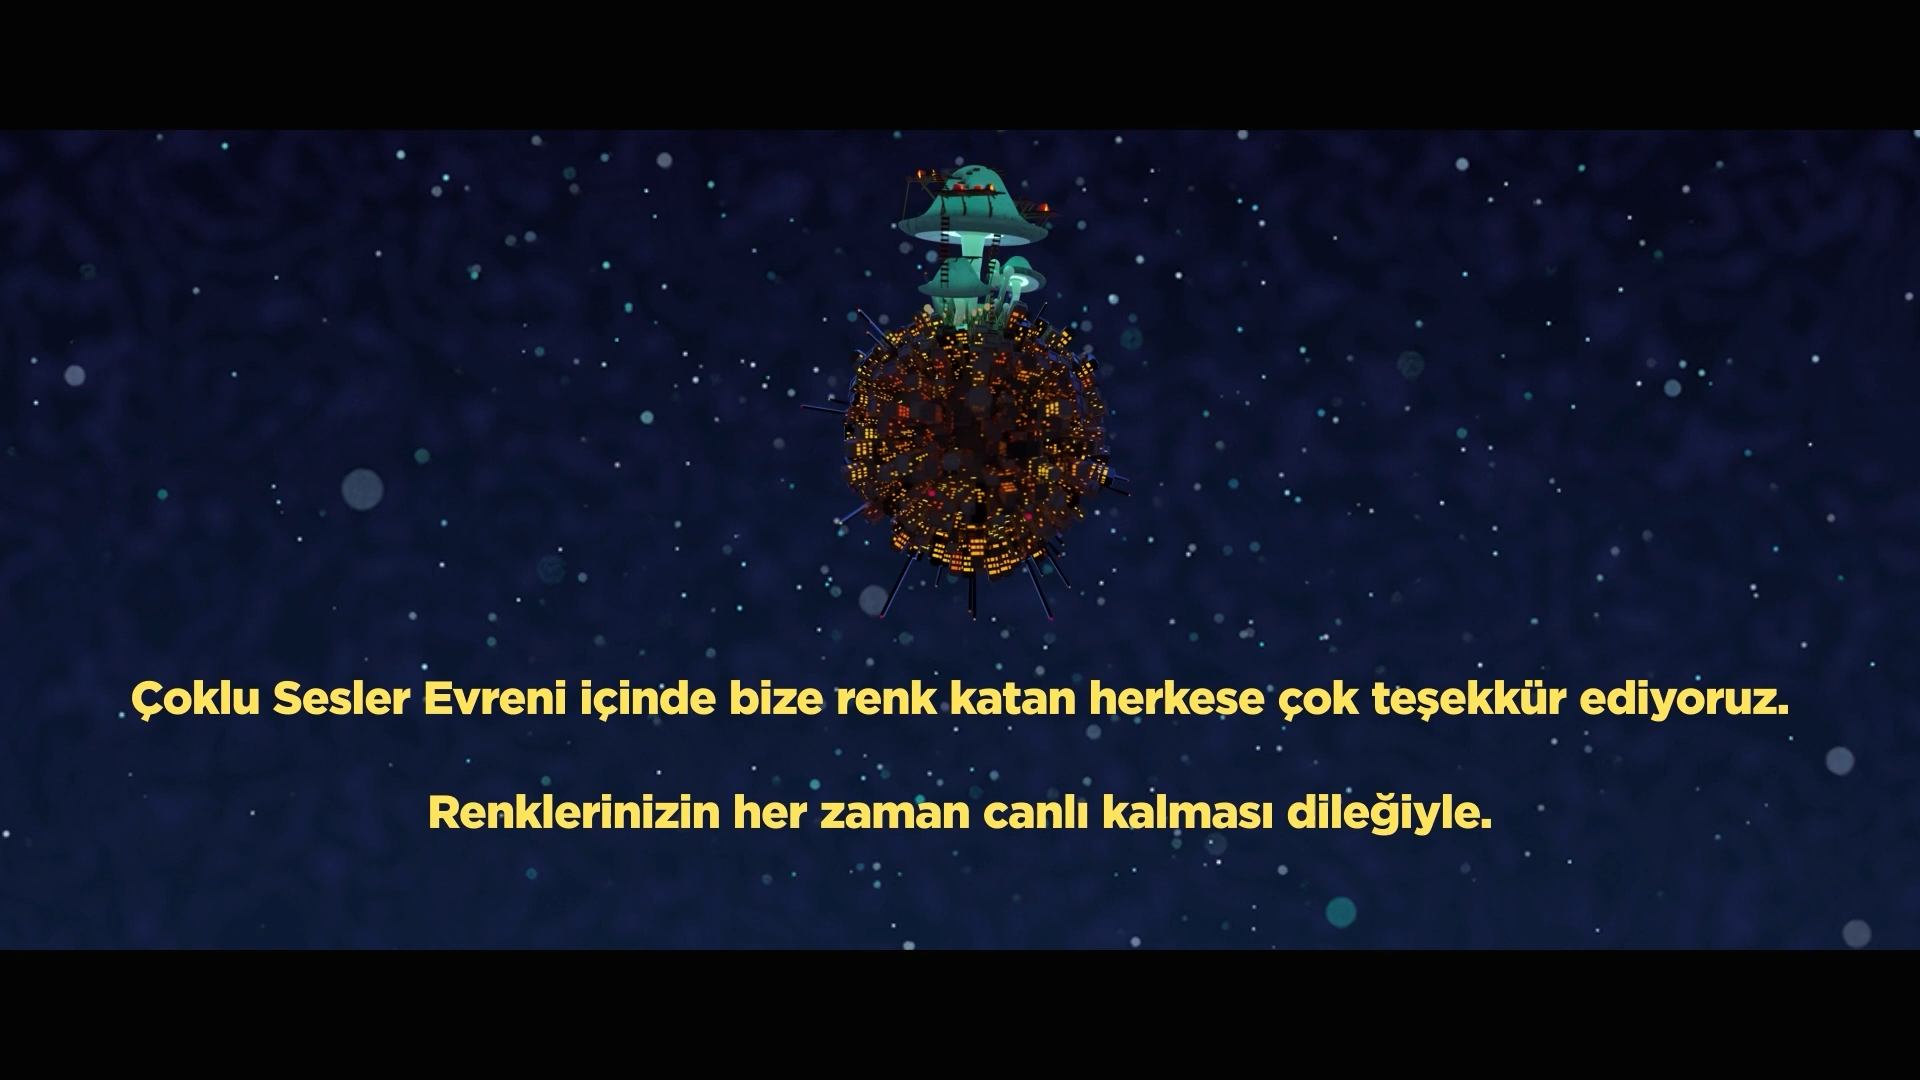 Çoklu Sesler Evreni içinde bize renk katan herkese çok teşekkür ediyoruz.
Renklerinizin her zaman canlı kalması dileğiyle.